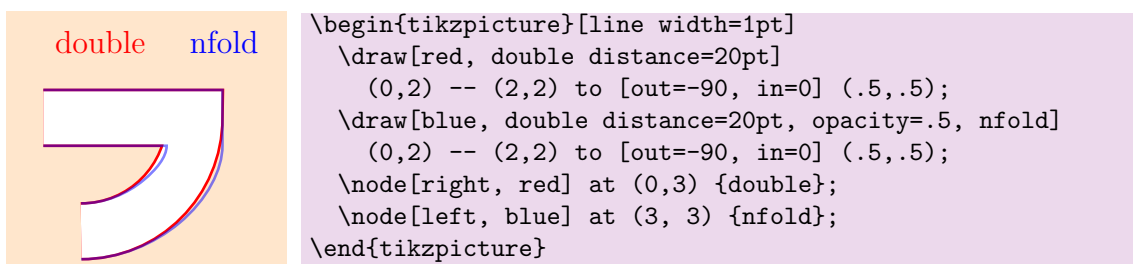 double nfold
\begin{tikzpicture}[line width=1pt]
  \draw[red, double distance=20pt]
    (0,2) -- (2,2) to [out=-90, in=0] (.5,.5);
  \draw[blue, double distance=20pt, opacity=.5, nfold]
    (0,2) -- (2,2) to [out=-90, in=0] (.5,.5);
  \node[right, red] at (0,3) {double};
  \node[left, blue] at (3, 3) {nfold};
\end{tikzpicture}